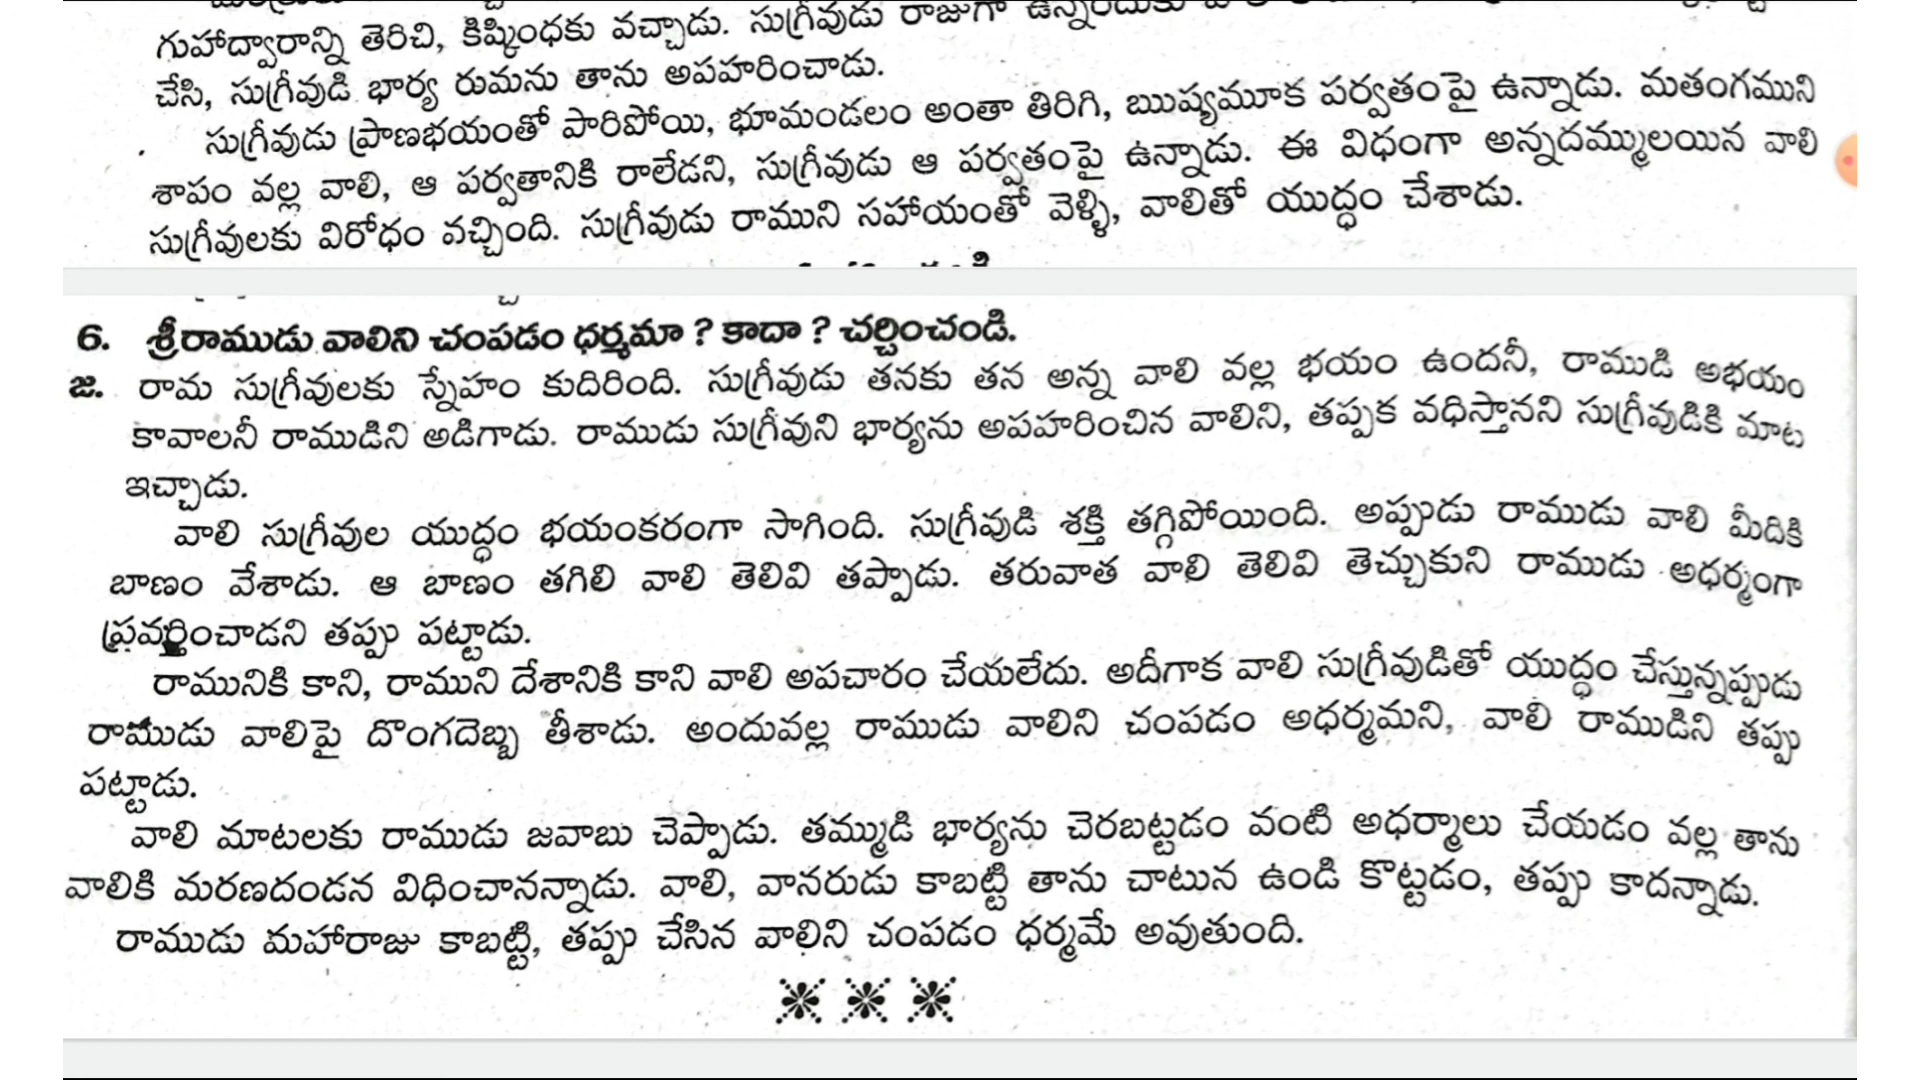 గుహాద్వారాన్ని తెరిచి, కిష్కింధకు వచ్చాడు. సుగ్రీవుడు రాజుగా ఉన్నందుకు
చేసి, సుగ్రీవుడి భార్య రుమను తాను అపహరించాడు.
సుగ్రీవుడు ప్రాణభయంతో పారిపోయి, భూమండలం అంతా తిరిగి, ఋష్యమూక పర్వతంపై ఉన్నాడు. మతంగముని
శాపం వల్ల వాలి, ఆ పర్వతానికి రాలేడని, సుగ్రీవుడు ఆ పర్వతంపై ఉన్నాడు. ఈ విధంగా అన్నదమ్ములయిన వాలి
సుగ్రీవులకు విరోధం వచ్చింది. సుగ్రీవుడు రాముని సహాయంతో వెళ్ళి, వాలితో యుద్ధం చేశాడు.
6. శ్రీరాముడు వాలిని చంపడం ధర్మమా ? కాదా ? చర్చించండి.
జ. రామ సుగ్రీవులకు స్నేహం కుదిరింది. సుగ్రీవుడు తనకు తన అన్న వాలి వల్ల భయం ఉందనీ, రాముడి అభయం
కావాలనీ రాముడిని అడిగాడు. రాముడు సుగ్రీవుని భార్యను అపహరించిన వాలిని, తప్పక వధిస్తానని సుగ్రీవుడికి మాట
ఇచ్చాడు.
వాలి సుగ్రీవుల యుద్ధం భయంకరంగా సాగింది. సుగ్రీవుడి శక్తి తగ్గిపోయింది. అప్పుడు రాముడు వాలి మీదికి
బాణం వేశాడు. ఆ బాణం తగిలి వాలి తెలివి తప్పాడు. తరువాత వాలి తెలివి తెచ్చుకుని రాముడు అధర్మంగా
ప్రవర్తించాడని తప్పు పట్టాడు.
రామునికి కాని, రాముని దేశానికి కాని వాలి అపచారం చేయలేదు. అదీగాక వాలి సుగ్రీవుడితో యుద్ధం చేస్తున్నప్పుడు
రాముడు వాలిపై దొంగదెబ్బ తీశాడు. అందువల్ల రాముడు వాలిని చంపడం అధర్మమని, వాలి రాముడిని తప్పు
పట్టాడు.
వాలి మాటలకు రాముడు జవాబు చెప్పాడు. తమ్ముడి భార్యను చెరబట్టడం వంటి అధర్మాలు చేయడం వల్ల తాను
వాలికి మరణదండన విధించానన్నాడు. వాలి, వానరుడు కాబట్టి తాను చాటున ఉండి కొట్టడం, తప్పు కాదన్నాడు.
రాముడు మహారాజు కాబట్టి, తప్పు చేసిన వాలిని చంపడం ధర్మమే అవుతుంది.